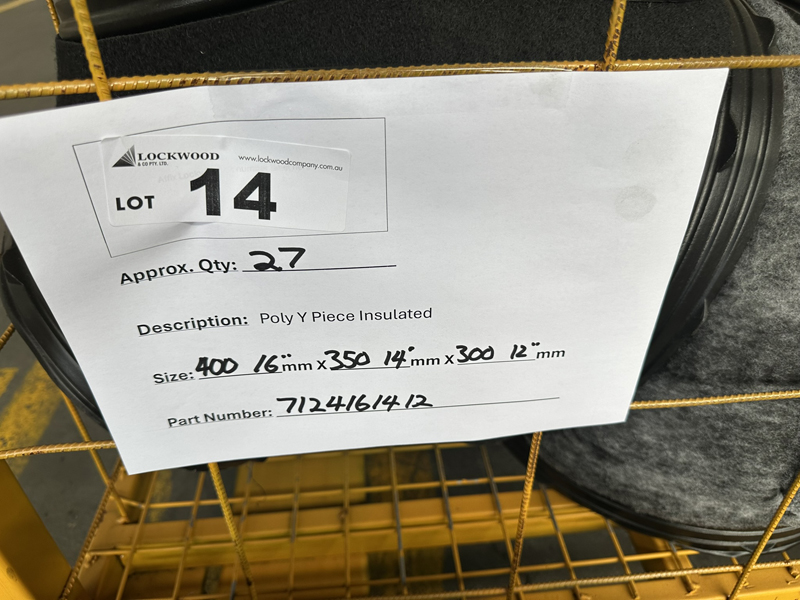 LOCKWOOD www.lockwoodcompany.com.au
& CO PTY. LTD.
LOT 14
Approx. Qty: 27
Description: Poly Y Piece Insulated
Size: 400 16"mm x 350 14"mm x 300 12"mm
Part Number: 7124161412